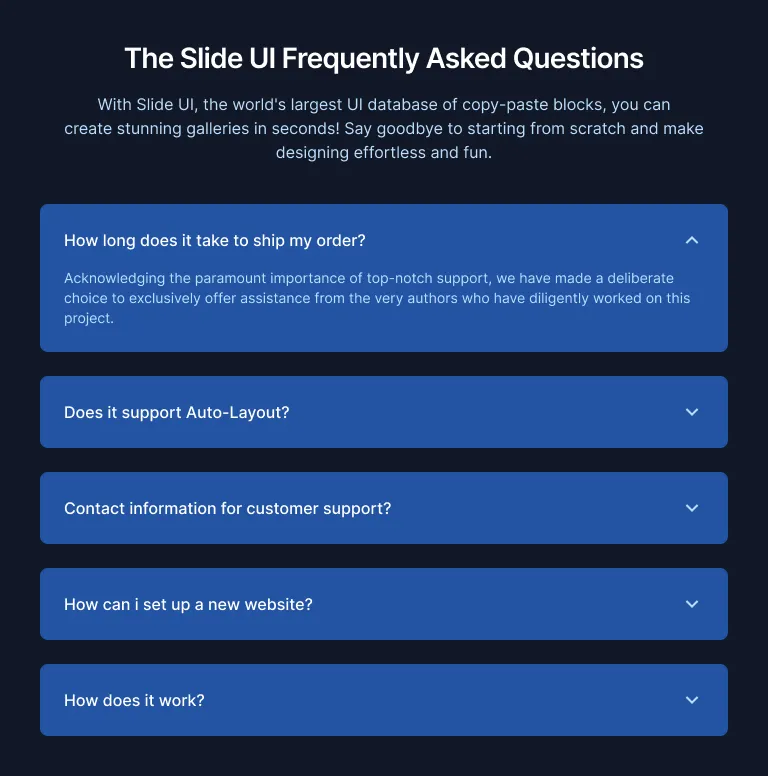 The Slide UI Frequently Asked Questions
With Slide UI, the world's largest UI database of copy-paste blocks, you can
create stunning galleries in seconds! Say goodbye to starting from scratch and make
designing effortless and fun.
How long does it take to ship my order?
Acknowledging the paramount importance of top-notch support, we have made a deliberate
choice to exclusively offer assistance from the very authors who have diligently worked on this
project.
Does it support Auto-Layout?
Contact information for customer support?
How can i set up a new website?
How does it work?